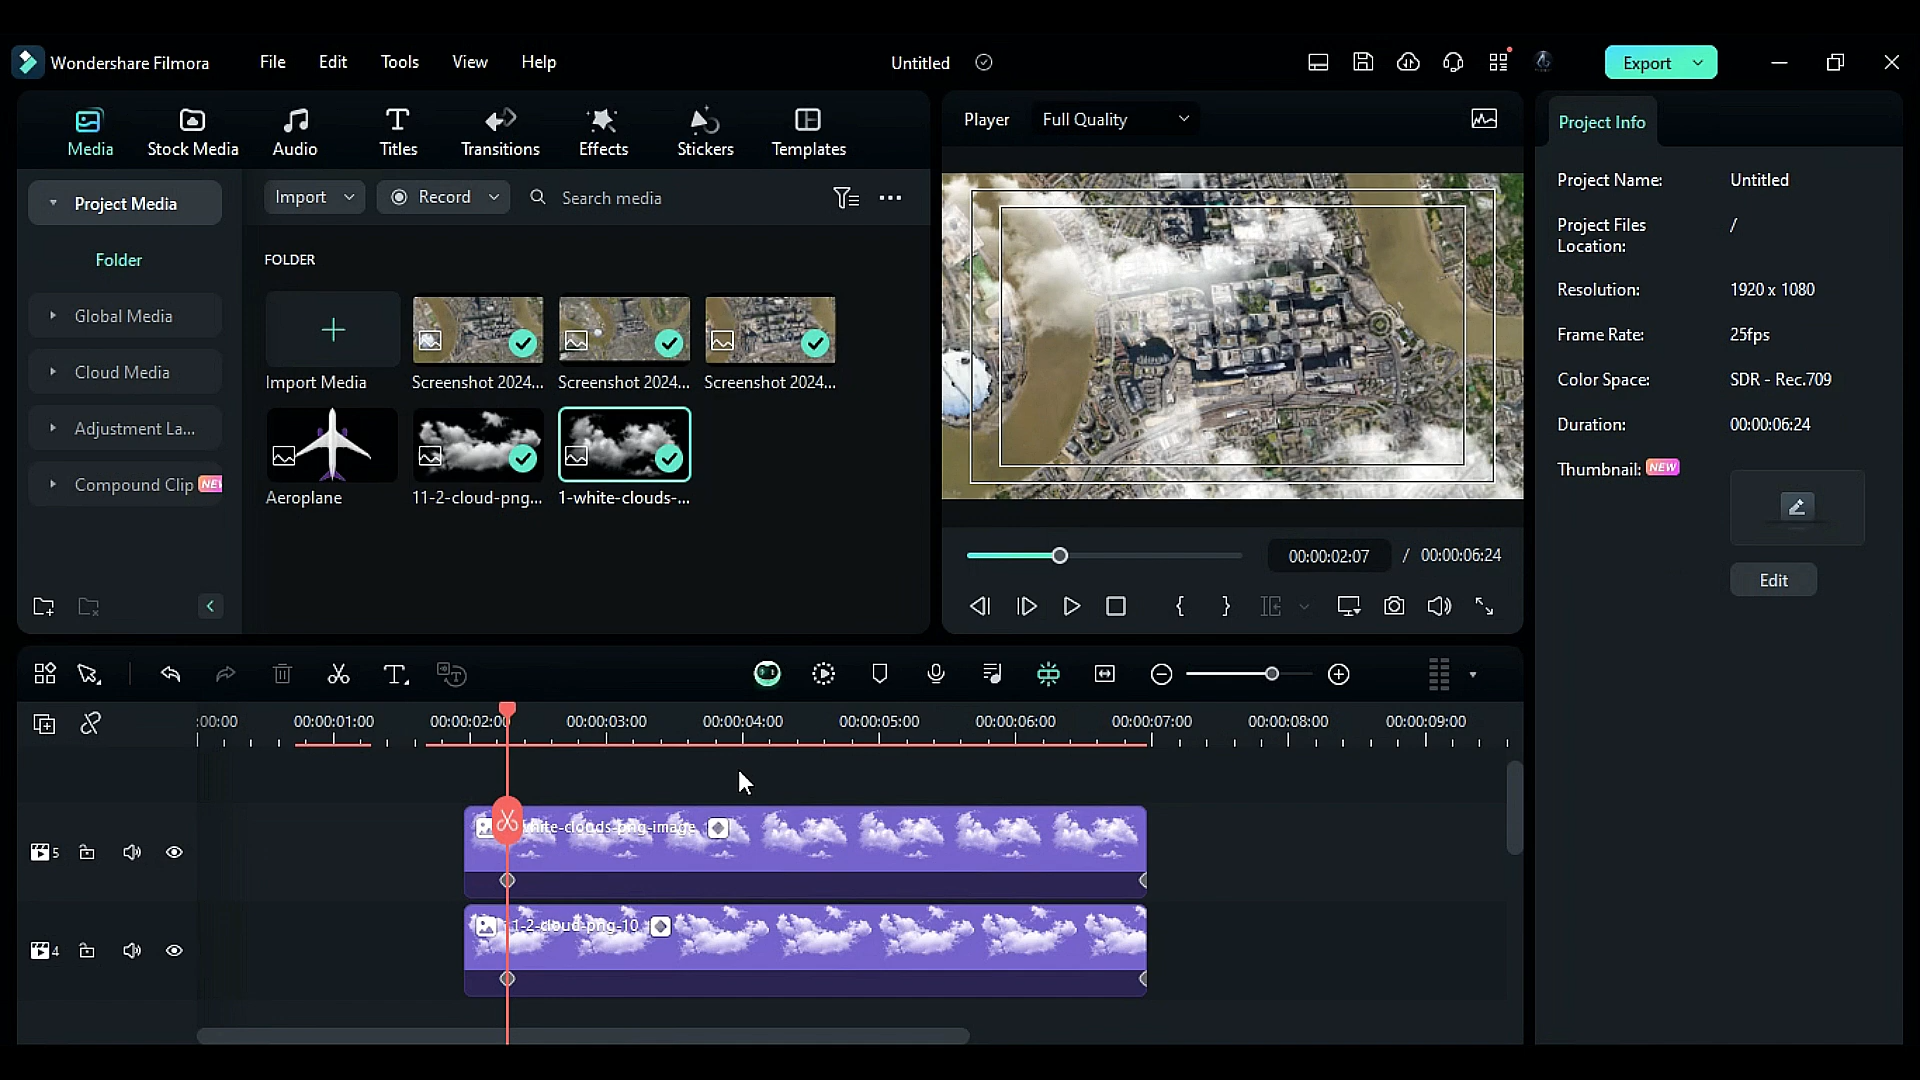 Wondershare Filmora
File
Edit
Tools
View
Help
Untitled
Export
Media
Stock Media
Audio
Titles
Transitions
Effects
Stickers
Templates
Player
Full Quality
Project Info
Project Media
Import
Record
Search media
Folder
FOLDER
Global Media
Cloud Media
Adjustment La...
Compound Clip
Import Media
Screenshot 2024...
Screenshot 2024...
Screenshot 2024...
Aeroplane
11-2-cloud-png...
1-white-clouds-...
00:00:02:07 / 00:00:06:24
Project Name: Untitled
Project Files Location: /
Resolution: 1920 x 1080
Frame Rate: 25fps
Color Space: SDR - Rec.709
Duration: 00:00:06:24
Thumbnail: NEW
Edit
:00:00
00:00:01:00
00:00:02:00
00:00:03:00
00:00:04:00
00:00:05:00
00:00:06:00
00:00:07:00
00:00:08:00
00:00:09:00
5
hite-clouds-png-image
4
1-2-cloud-png-10